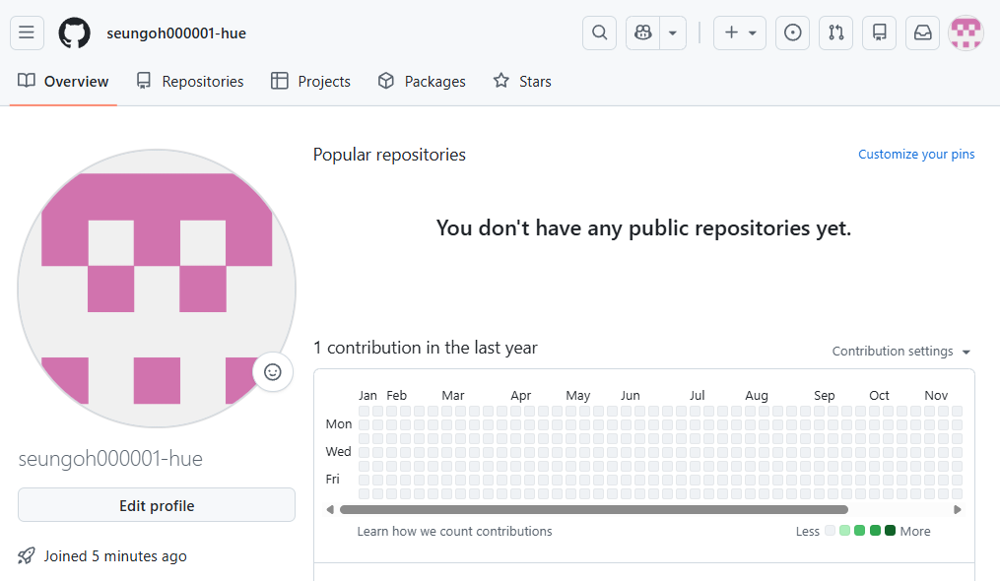 seungoh000001-hue
Overview Repositories Projects Packages Stars
Popular repositories Customize your pins
You don't have any public repositories yet.
1 contribution in the last year Contribution settings
Jan Feb Mar Apr May Jun Jul Aug Sep Oct Nov
Mon
Wed
Fri
Learn how we count contributions Less More
seungoh000001-hue
Edit profile
Joined 5 minutes ago